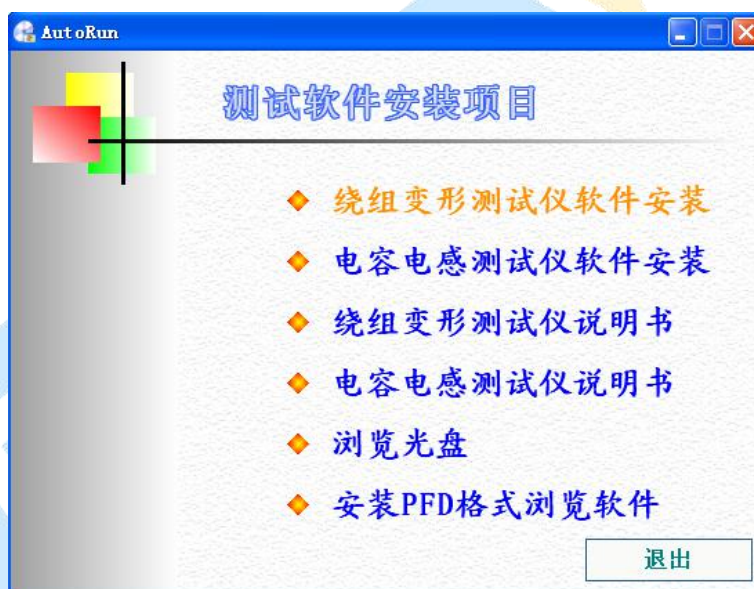 AutoRun
测试软件安装项目
绕组变形测试仪软件安装
电容电感测试仪软件安装
绕组变形测试仪说明书
电容电感测试仪说明书
浏览光盘
安装PFD格式浏览软件
退出